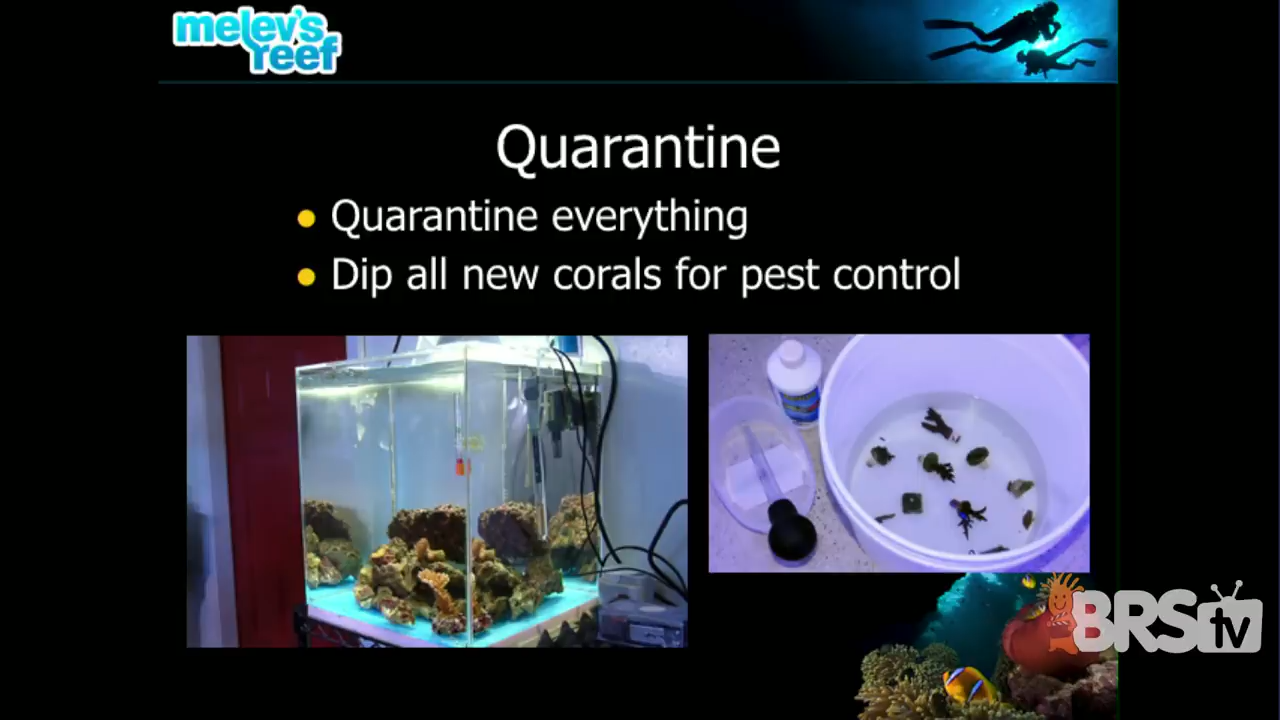 melev's
reef
Quarantine
Quarantine everything
Dip all new corals for pest control
BRS tv